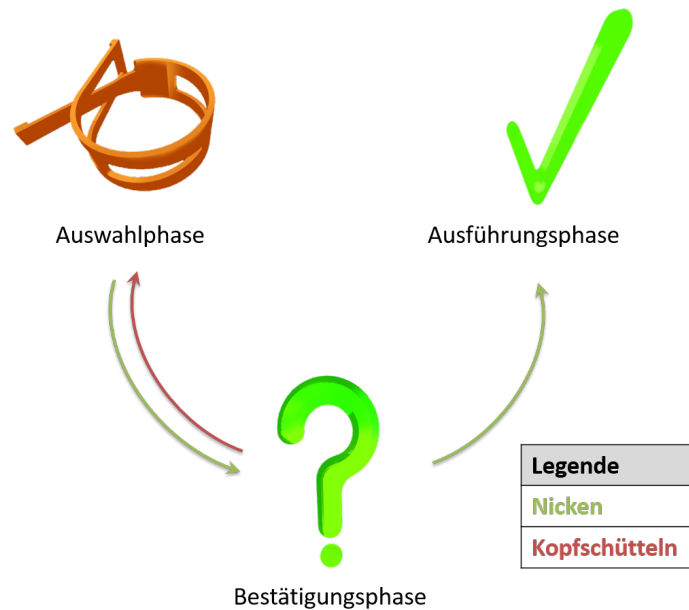 Auswahlphase
Ausführungsphase
Bestätigungsphase
Legende
Nicken
Kopfschütteln